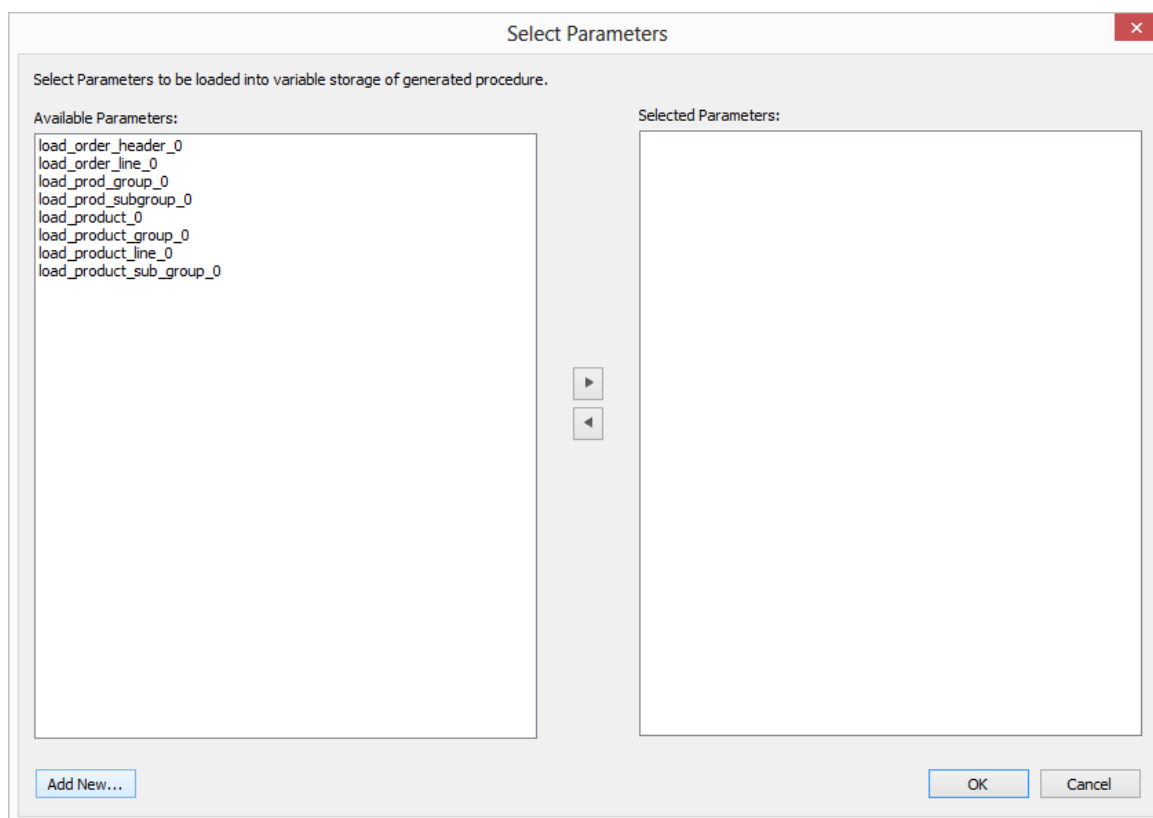 Select Parameters
Select Parameters to be loaded into variable storage of generated procedure.
Available Parameters:
Selected Parameters:
load_order_header_0
load_order_line_0
load_prod_group_0
load_prod_subgroup_0
load_product_0
load_product_group_0
load_product_line_0
load_product_sub_group_0
Add New...
OK
Cancel